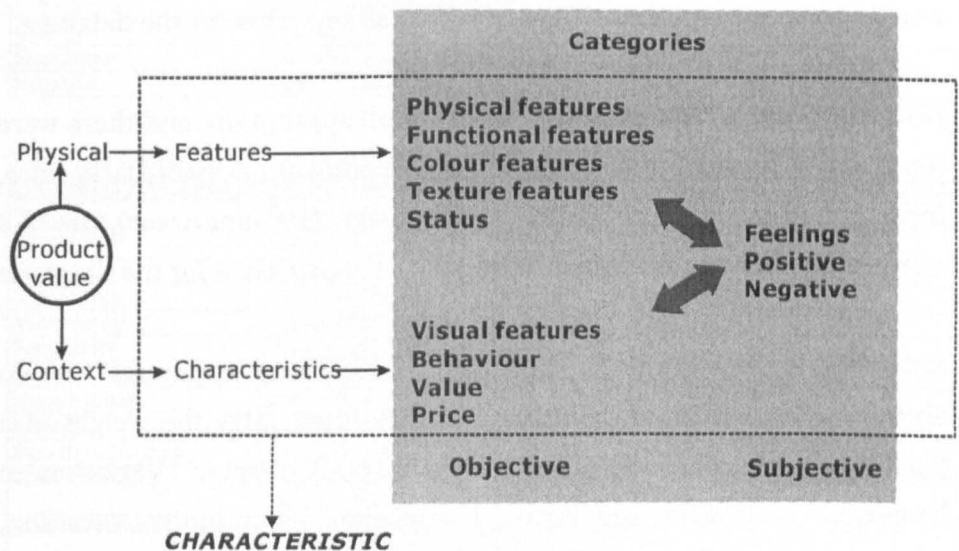 Categories
Physical features
Functional features
Colour features
Texture features
Status
Physical
Features
Product
value
Feelings
Positive
Negative
Visual features
Behaviour
Value
Price
Context
Characteristics
Objective
Subjective
CHARACTERISTIC